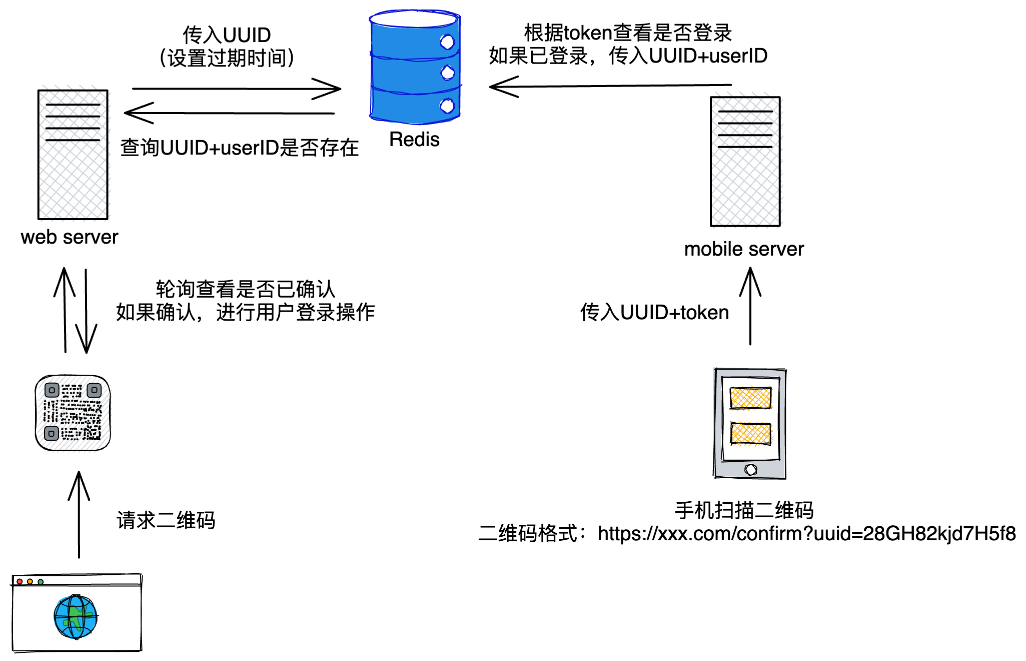 传入UUID
（设置过期时间）
根据token查看是否登录
如果已登录，传入UUID+userID
Redis
查询UUID+userID是否存在
web server
mobile server
轮询查看是否已确认
如果确认，进行用户登录操作
传入UUID+token
请求二维码
手机扫描二维码
二维码格式：https://xxx.com/confirm?uuid=28GH82kjd7H5f8